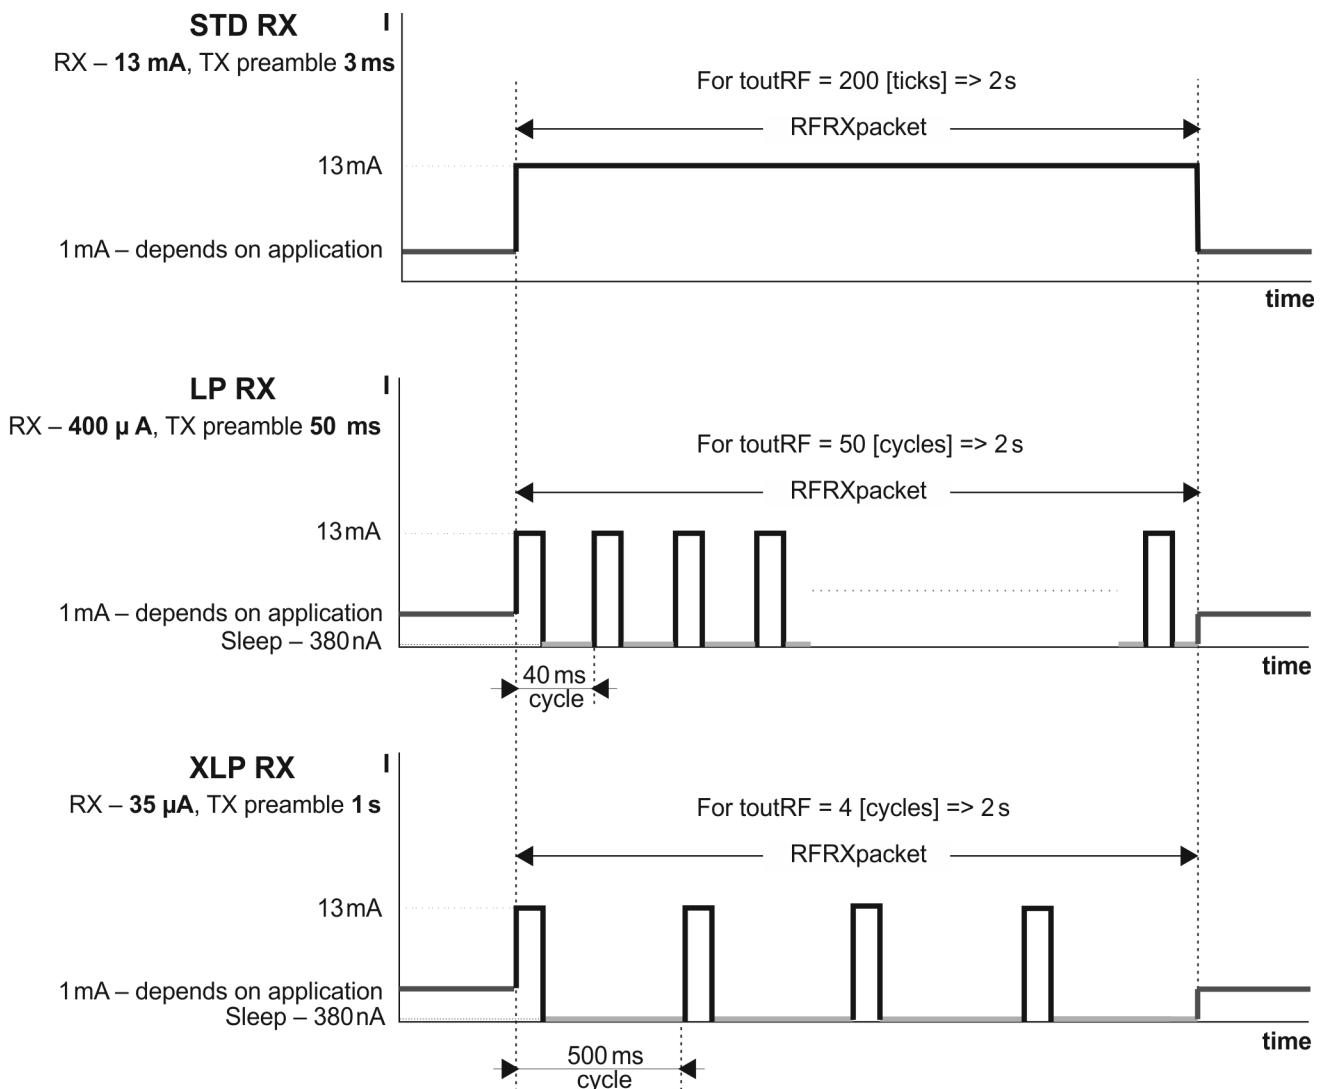 STD RX
I
RX – 13 mA, TX preamble 3 ms
For toutRF = 200 [ticks] => 2 s
RFRXpacket
13 mA
1 mA – depends on application
time
LP RX
I
RX – 400 µ A, TX preamble 50 ms
For toutRF = 50 [cycles] => 2 s
RFRXpacket
13 mA
1 mA – depends on application
Sleep – 380 nA
time
40 ms
cycle
XLP RX
I
RX – 35 µA, TX preamble 1 s
For toutRF = 4 [cycles] => 2 s
RFRXpacket
13 mA
1 mA – depends on application
Sleep – 380 nA
time
500 ms
cycle